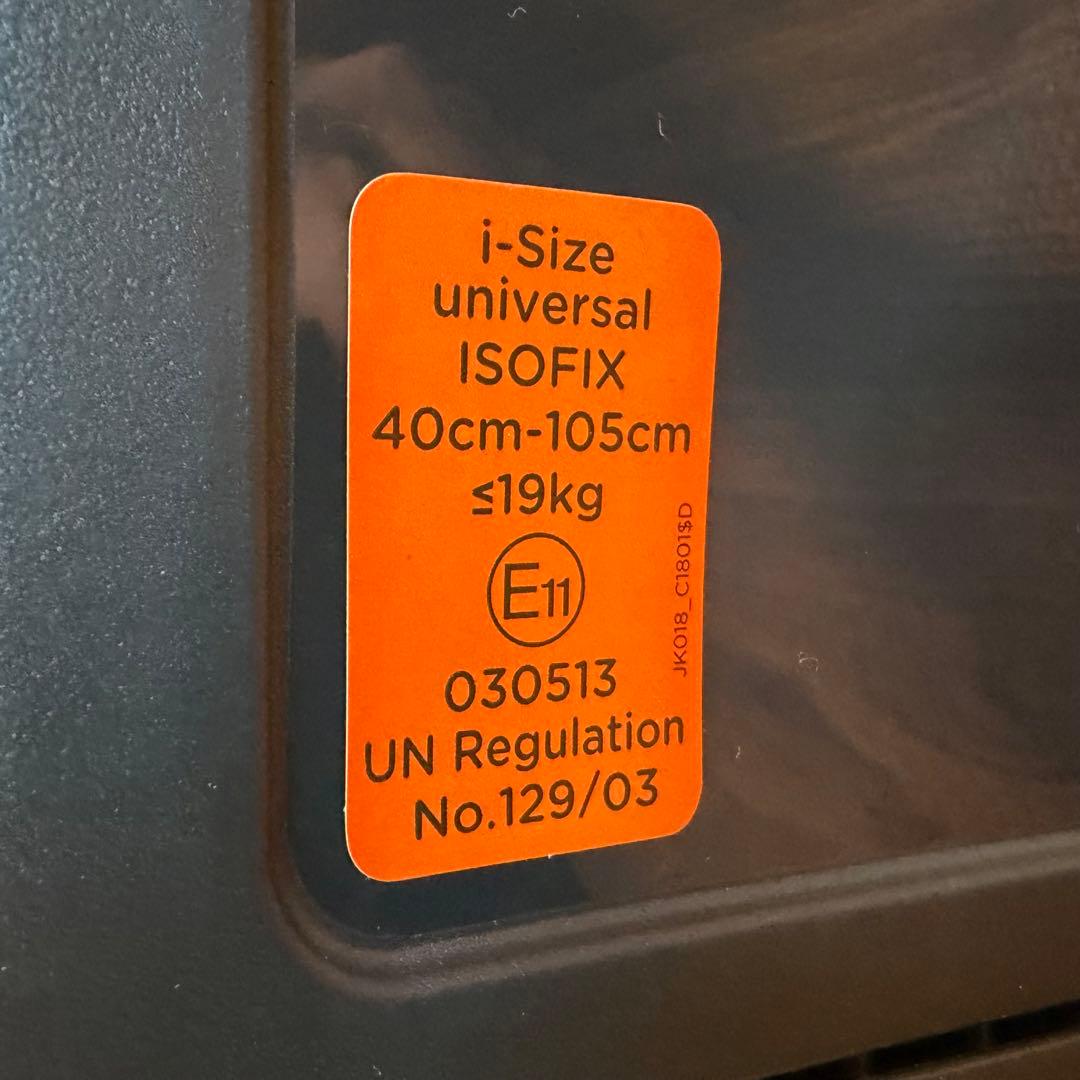 i-Size
universal
ISOFIX
40cm-105cm
≤19kg
E11
030513
UN Regulation
No.129/03
JK018_C1801$D